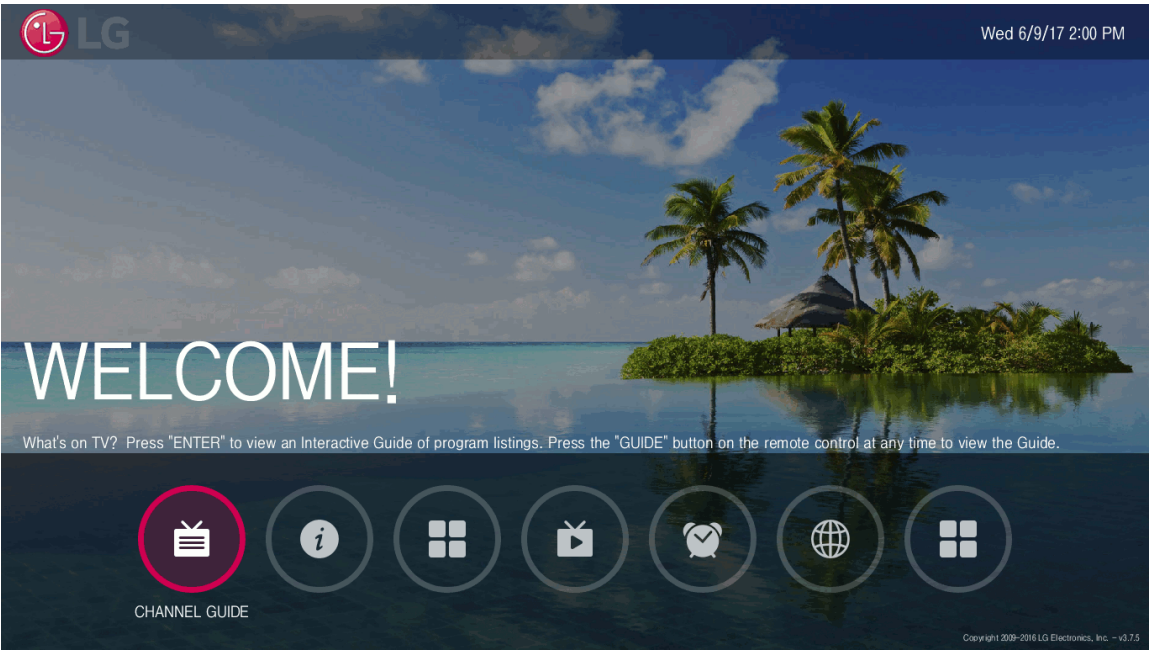 LG
Wed 6/9/17 2:00 PM
WELCOME!
What's on TV? Press "ENTER" to view an Interactive Guide of program listings. Press the "GUIDE" button on the remote control at any time to view the Guide.
CHANNEL GUIDE
Copyright 2009-2016 LG Electronics, Inc. - v3.7.5